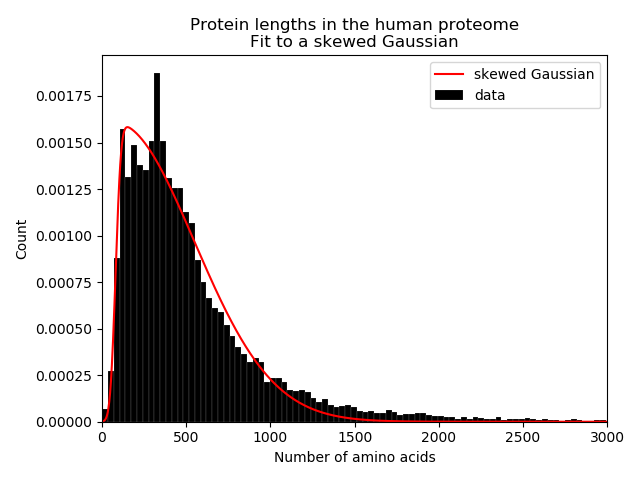 Protein lengths in the human proteome
Fit to a skewed Gaussian
skewed Gaussian
data
0.00175
0.00150
0.00125
0.00100
0.00075
0.00050
0.00025
0.00000
Count
0 500 1000 1500 2000 2500 3000
Number of amino acids